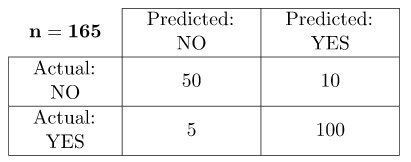 n = 165 Predicted: NO Predicted: YES
Actual: NO 50 10
Actual: YES 5 100